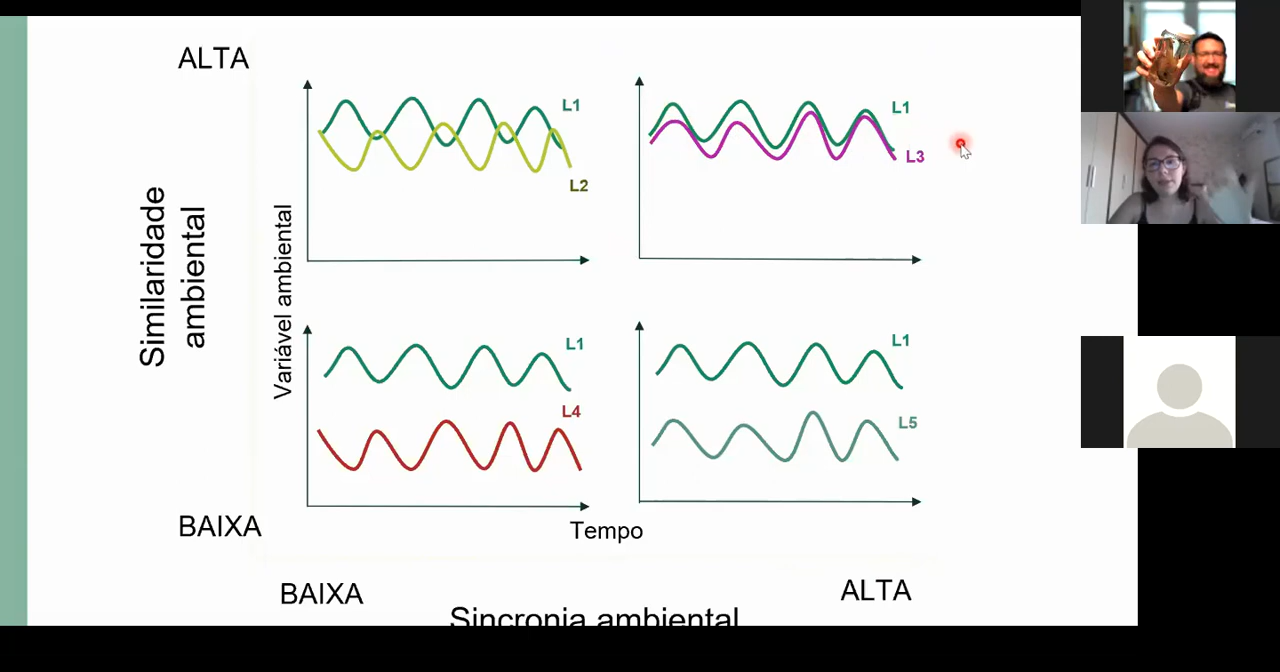 ALTA
Similaridade
ambiental
Variável ambiental
L1
L2
L1
L3
L1
L4
L1
L5
BAIXA
Tempo
BAIXA
ALTA
Sincronia ambiental